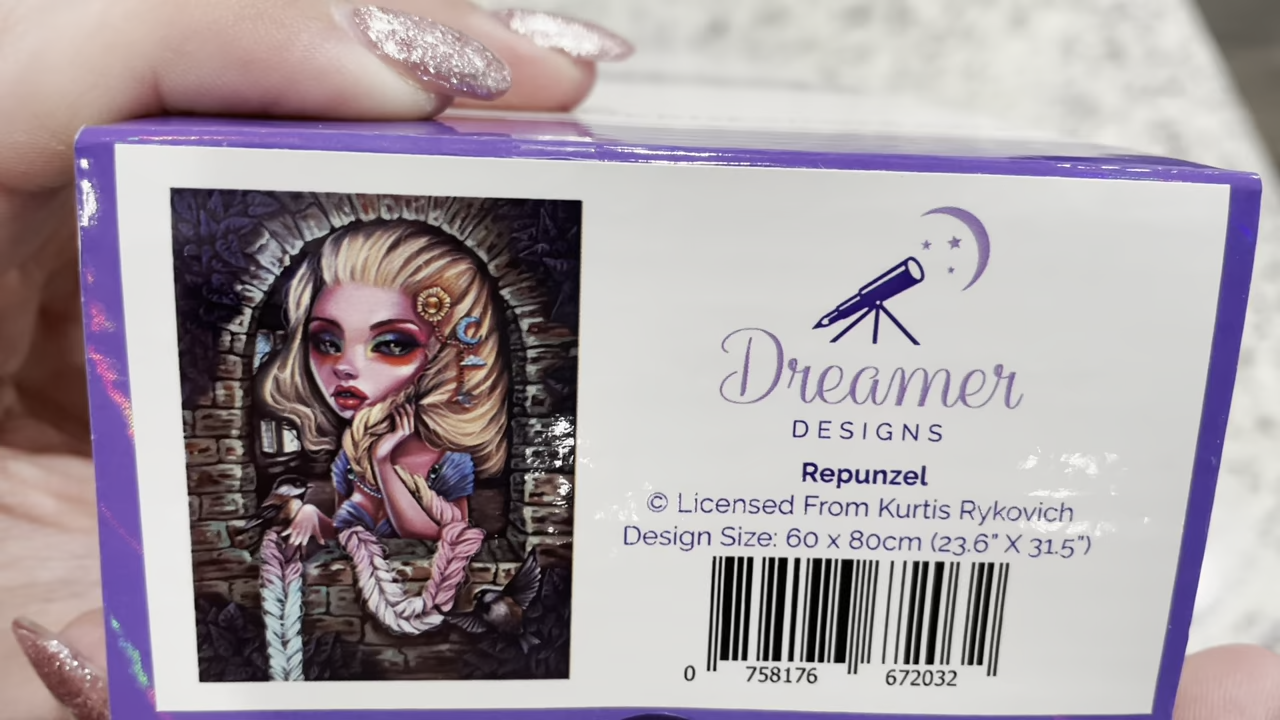 Dreamer
DESIGNS
Repunzel
© Licensed From Kurtis Rykovich
Design Size: 60 x 80cm (23.6" X 31.5")
0 758176 672032